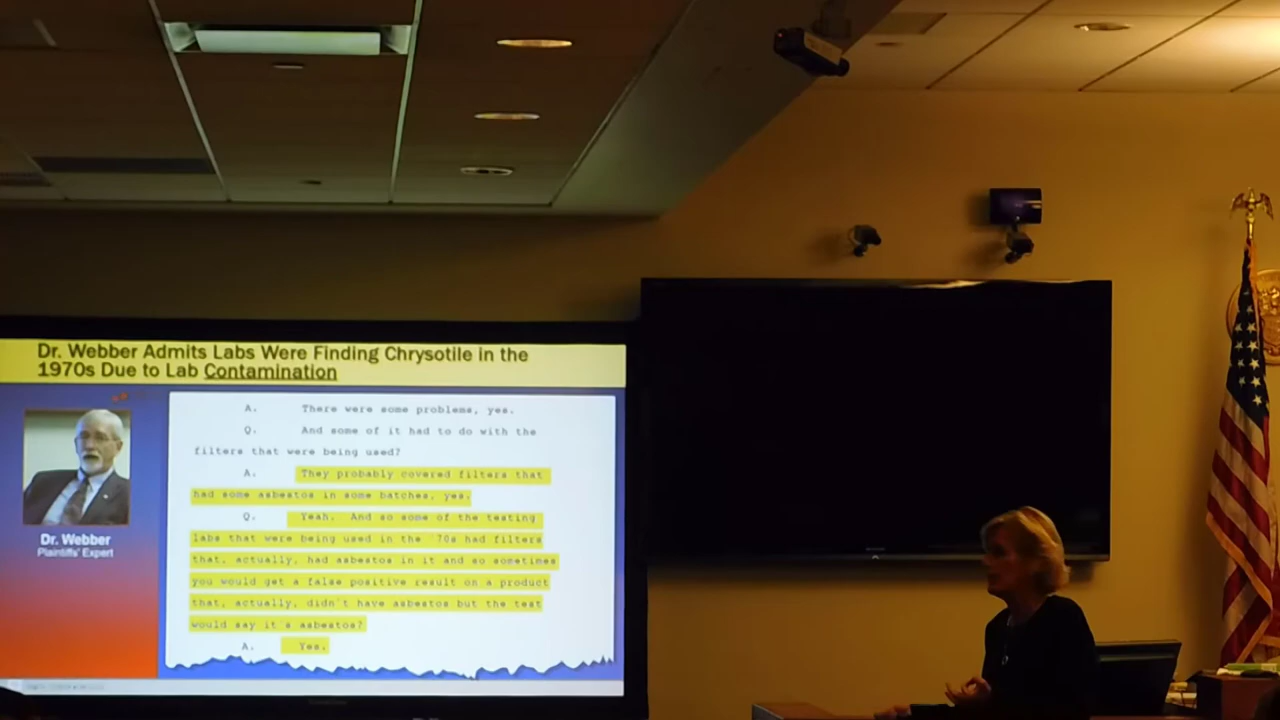 Dr. Webber Admits Labs Were Finding Chrysotile in the
1970s Due to Lab Contamination
A. There were some problems, yes.
Q. And some of it had to do with the
filters that were being used?
A. They probably covered filters that
had some asbestos in some batches, yes.
Q. Yeah. And so some of the testing
labs that were being used in the '70s had filters
that, actually, had asbestos in it and so sometimes
you would get a false positive result on a product
that, actually, didn't have asbestos but the test
would say it's asbestos?
A. Yes.
Dr. Webber
Plaintiffs' Expert